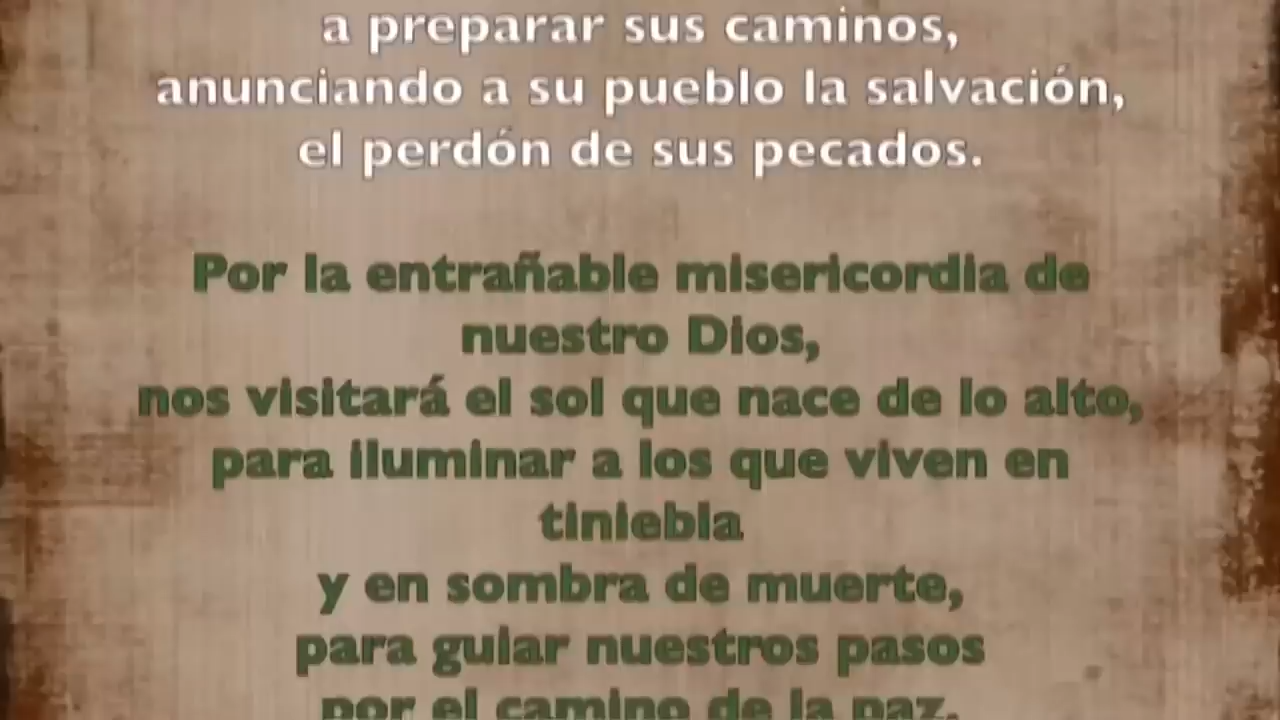 a preparar sus caminos,
anunciando a su pueblo la salvación,
el perdón de sus pecados.
Por la entrañable misericordia de
nuestro Dios,
nos visitará el sol que nace de lo alto,
para iluminar a los que viven en
tiniebla
y en sombra de muerte,
para guiar nuestros pasos
por el camino de la paz.